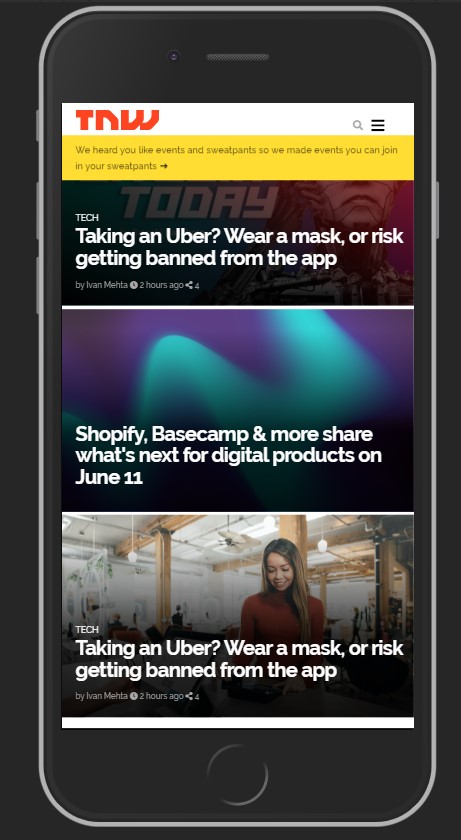 TNW
We heard you like events and sweatpants so we made events you can join
in your sweatpants ➔
TODAY
TECH
Taking an Uber? Wear a mask, or risk
getting banned from the app
by Ivan Mehta 2 hours ago 4
Shopify, Basecamp & more share
what's next for digital products on
June 11
TECH
Taking an Uber? Wear a mask, or risk
getting banned from the app
by Ivan Mehta 2 hours ago 4